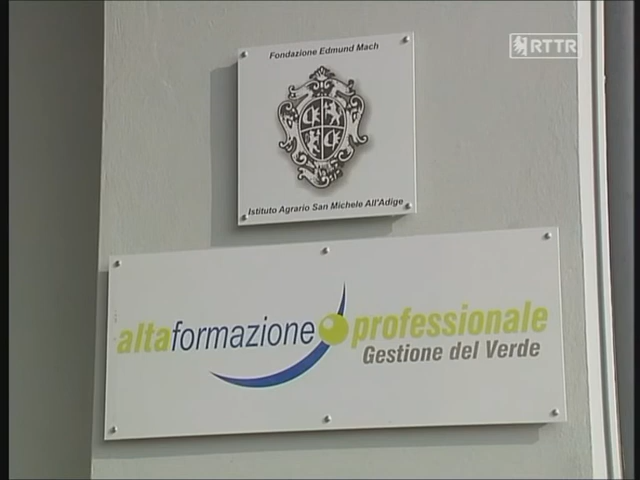 RTTR
Fondazione Edmund Mach
Istituto Agrario San Michele All'Adige
altaformazione professionale
Gestione del Verde